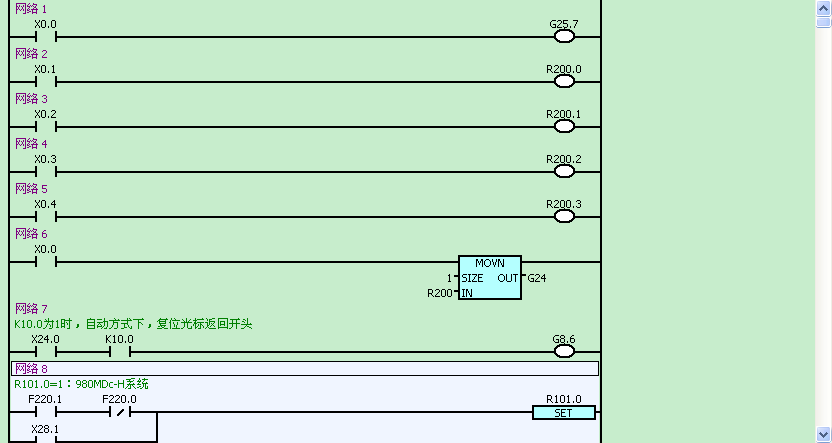 网络 1
X0.0 G25.7
网络 2
X0.1 R200.0
网络 3
X0.2 R200.1
网络 4
X0.3 R200.2
网络 5
X0.4 R200.3
网络 6
X0.0
MOVN
1 SIZE OUT G24
R200 IN
网络 7
K10.0为1时，自动方式下，复位光标返回开头
X24.0 K10.0 G8.6
网络 8
R101.0=1：980MDc-H系统
F220.1 F220.0 R101.0
SET
X28.1